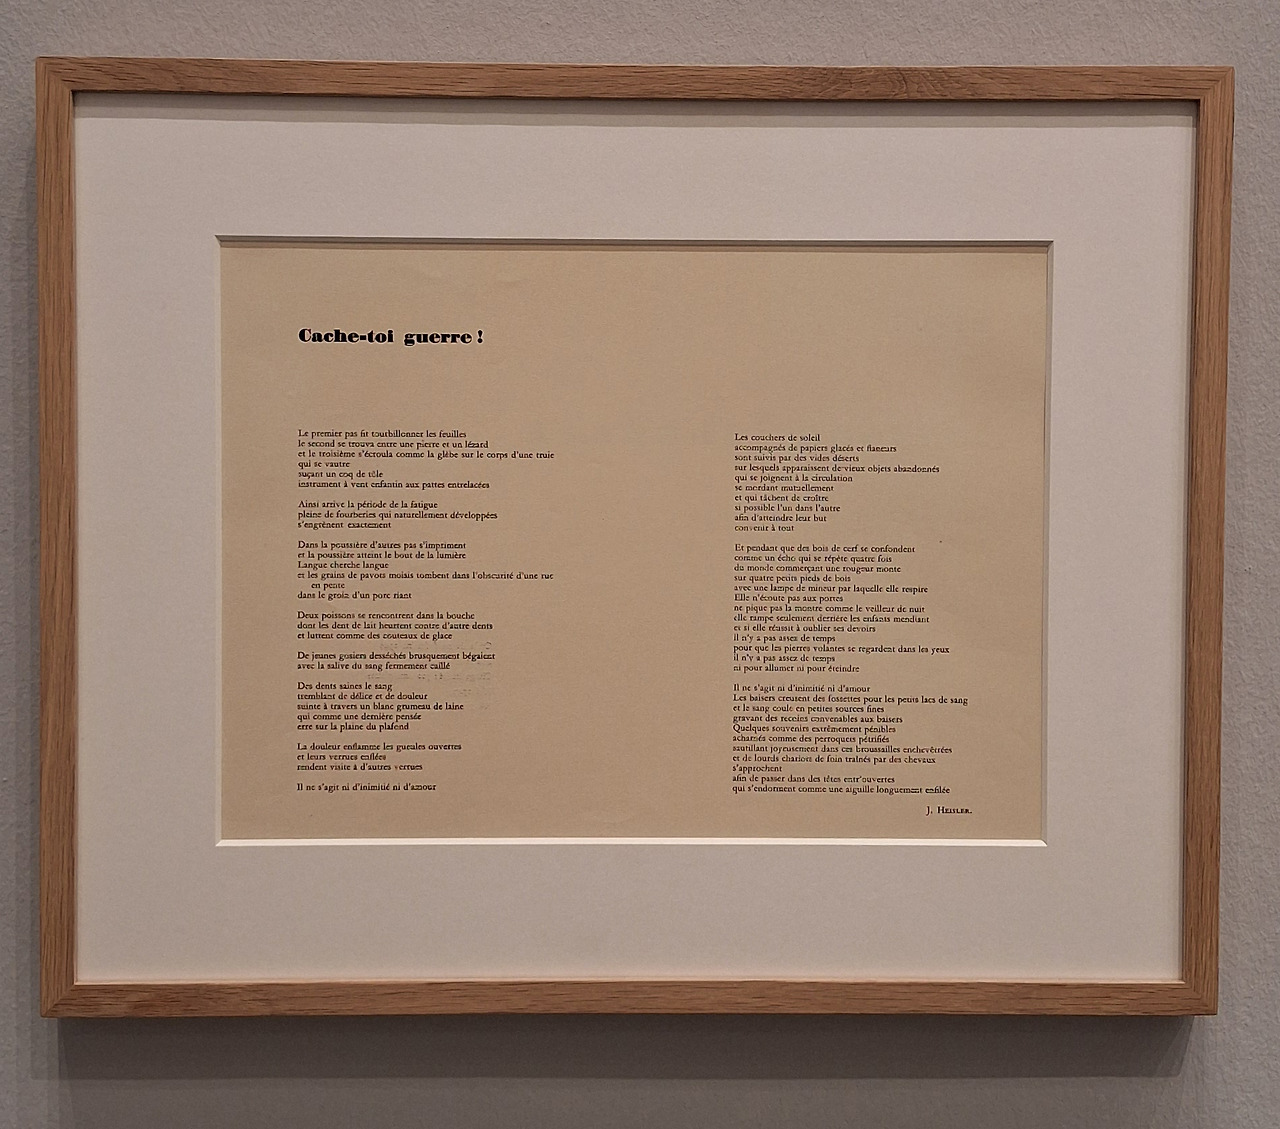 Cache-toi guerre !
Le premier pas fit tourbillonner les feuilles
le second se trouva entre une pierre et un lézard
et le troisième s'écroula comme la glèbe sur le corps d'une truie
qui se vautre
suçant un coq de tôle
instrument à vent enfantin aux pattes entrelacées
Ainsi arrive la période de la fatigue
pleine de fourberies qui naturellement développées
s'engrènent exactement
Dans la poussière d'autres pas s'impriment
et la poussière atteint le bout de la lumière
Langue cherche langue
et les grains de pavots moisis tombent dans l'obscurité d'une rue
en pente
dans le groin d'un porc riant
Deux poissons se rencontrent dans la bouche
dont les dent de lait heurtent contre d'autre dents
et luttent comme des couteaux de glace
De jeunes gosiers desséchés brusquement bégaient
avec la salive du sang fermement caillé
Des dents saines le sang
tremblant de délice et de douleur
suinte à travers un blanc grumeau de laine
qui comme une dernière pensée
erre sur la plaine du plafond
La douleur enflamme les gueules ouvertes
et leurs verrues enflées
rendent visite à d'autres verrues
Il ne s'agit ni d'inimitié ni d'amour
Les couchers de soleil
accompagnés de papiers glacés et flaneurs
sont suivis par des vides déserts
sur lesquels apparaissent de vieux objets abandonnés
qui se joignent à la circulation
se mordant mutuellement
et qui tâchent de croître
si possible l'un dans l'autre
afin d'atteindre leur but
convenir à tout
Et pendant que des bois de cerf se confondent
comme un écho qui se répète quatre fois
du monde commerçant une rougeur monte
sur quatre petits pieds de bois
avec une lampe de mineur par laquelle elle respire
Elle n'écoute pas aux portes
ne pique pas la montre comme le veilleur de nuit
elle rampe seulement derrière les enfants mendiant
et si elle réussit à oublier ses devoirs
il n'y a pas assez de temps
pour que les pierres volantes se regardent dans les yeux
il n'y a pas assez de temps
ni pour allumer ni pour éteindre
Il ne s'agit ni d'inimitié ni d'amour
Les baisers creusent des fossettes pour les petits lacs de sang
et le sang coule en petites sources fines
gravant des recoins convenables aux baisers
Quelques souvenirs extrêmement pénibles
acharnés comme des perroquets pétrifiés
sautillant joyeusement dans ces broussailles enchevêtrées
et de lourds chariots de foin traînés par des chevaux
s'approchent
afin de passer dans des têtes entr'ouvertes
qui s'endorment comme une aiguille longuement enfilée
J. Heisler.